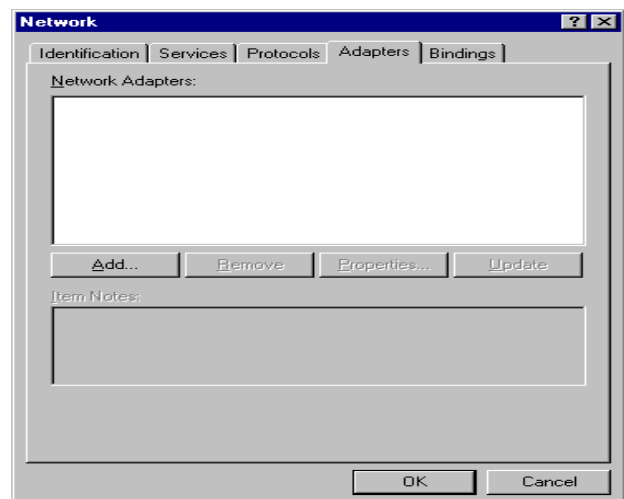 Network ? ×
Identification Services Protocols Adapters Bindings
Network Adapters:
Add... Remove Properties... Update
Item Notes:
OK Cancel